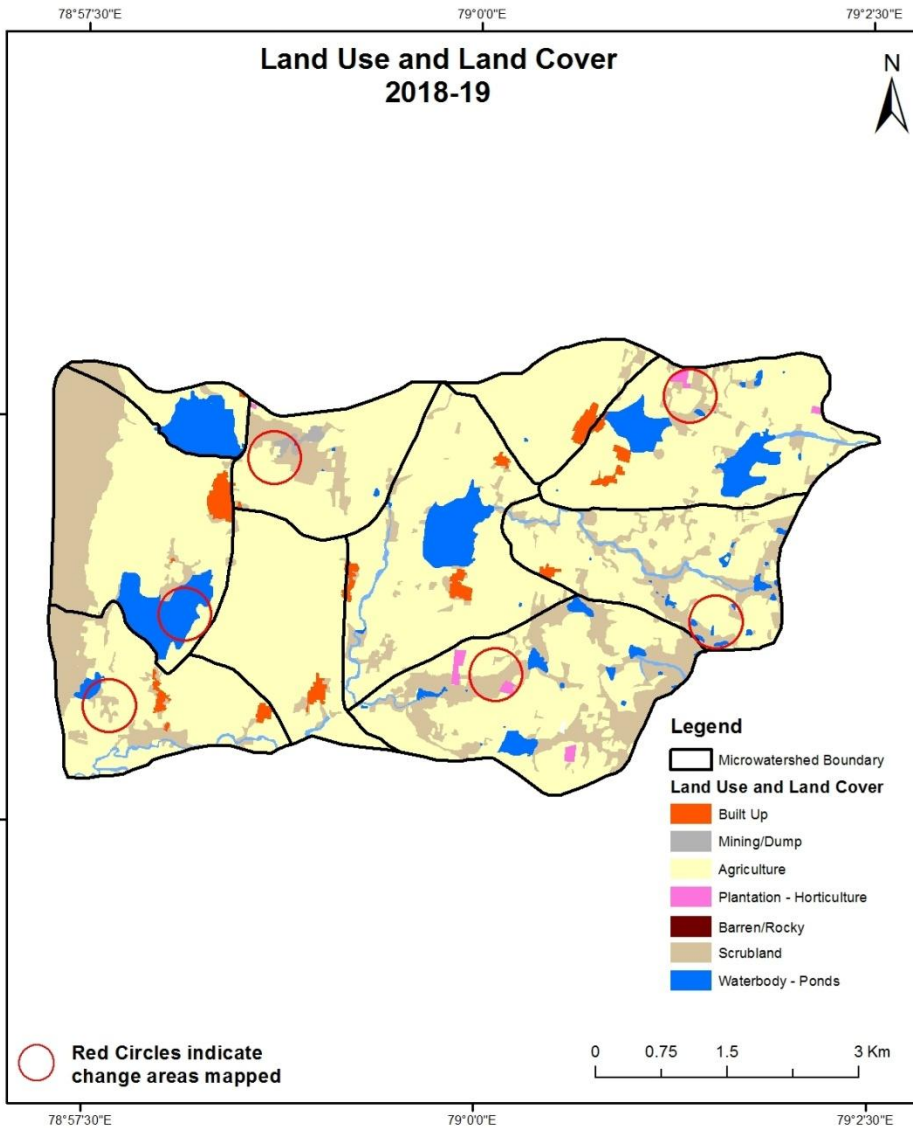 78°57'30"E
79°0'0"E
79°2'30"E
Land Use and Land Cover
2018-19
N
Legend
Microwatershed Boundary
Land Use and Land Cover
Built Up
Mining/Dump
Agriculture
Plantation - Horticulture
Barren/Rocky
Scrubland
Waterbody - Ponds
Red Circles indicate
change areas mapped
0 0.75 1.5 3 Km
78°57'30"E
79°0'0"E
79°2'30"E